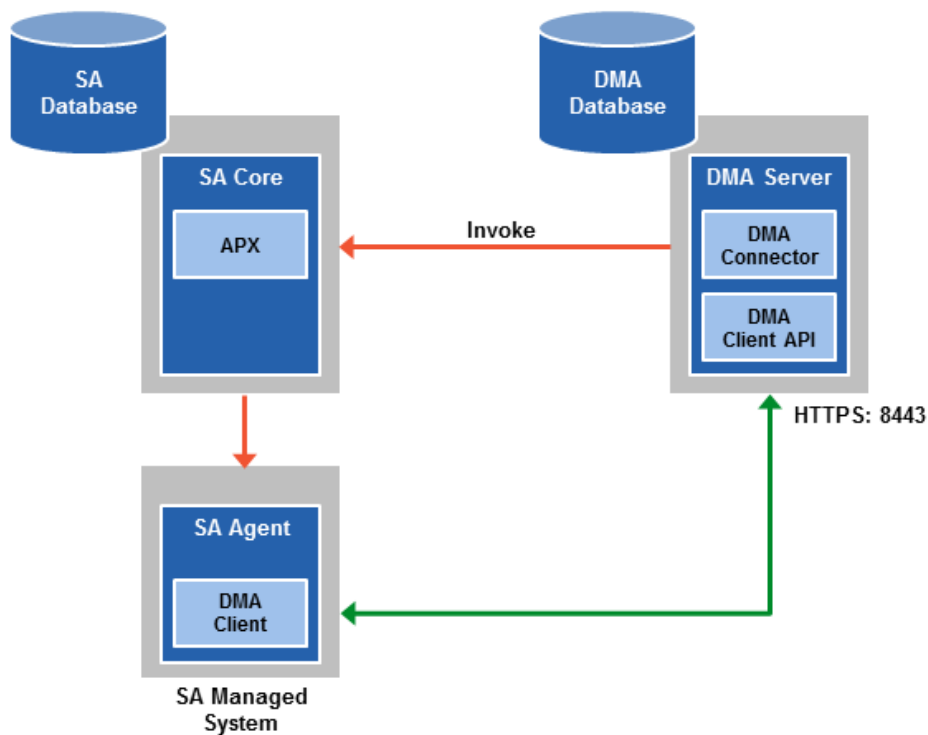 SA
Database
DMA
Database
SA Core
APX
Invoke
DMA Server
DMA
Connector
DMA
Client API
HTTPS: 8443
SA Agent
DMA
Client
SA Managed
System